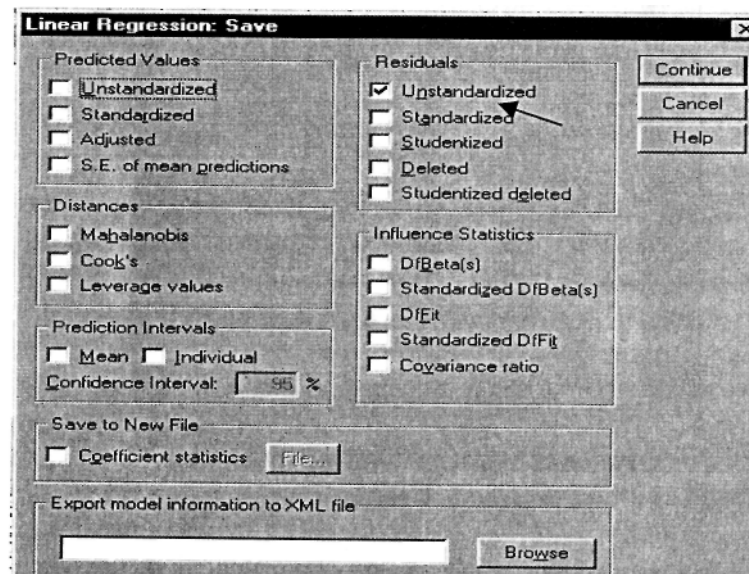 Linear Regression: Save
Predicted Values
Unstandardized
Standardized
Adjusted
S.E. of mean predictions
Distances
Mahalanobis
Cook's
Leverage values
Prediction Intervals
Mean Individual
Confidence Interval: 95 %
Save to New File
Coefficient statistics File...
Export model information to XML file
Browse
Residuals
Unstandardized
Standardized
Studentized
Deleted
Studentized deleted
Influence Statistics
DfBeta(s)
Standardized DfBeta(s)
DfFit
Standardized DfFit
Covariance ratio
Continue
Cancel
Help